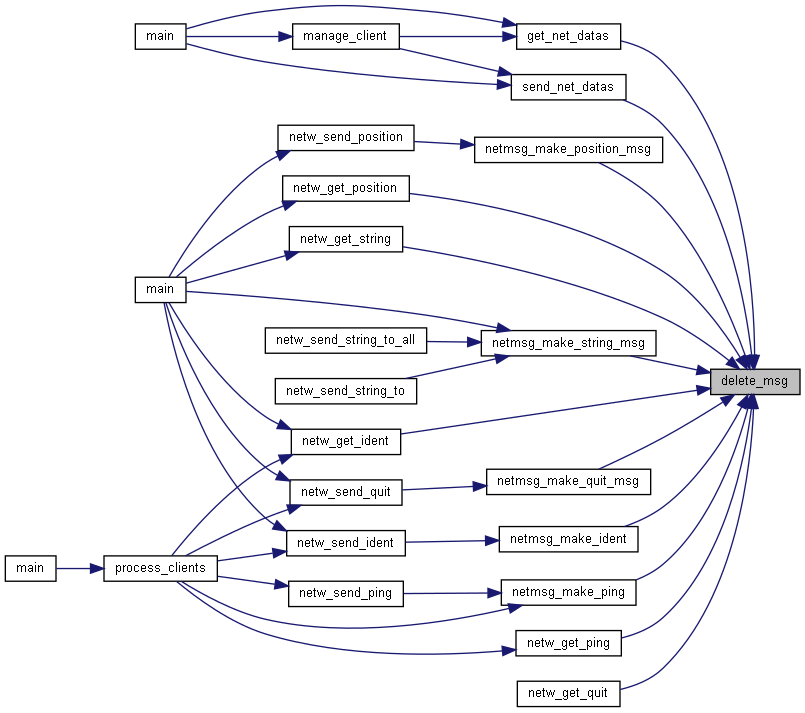 main
manage_client
get_net_datas
send_net_datas
netw_send_position
netmsg_make_position_msg
netw_get_position
netw_get_string
main
netw_send_string_to_all
netmsg_make_string_msg
delete_msg
netw_send_string_to
netw_get_ident
netw_send_quit
netmsg_make_quit_msg
netw_send_ident
netmsg_make_ident
main
process_clients
netw_send_ping
netmsg_make_ping
netw_get_ping
netw_get_quit